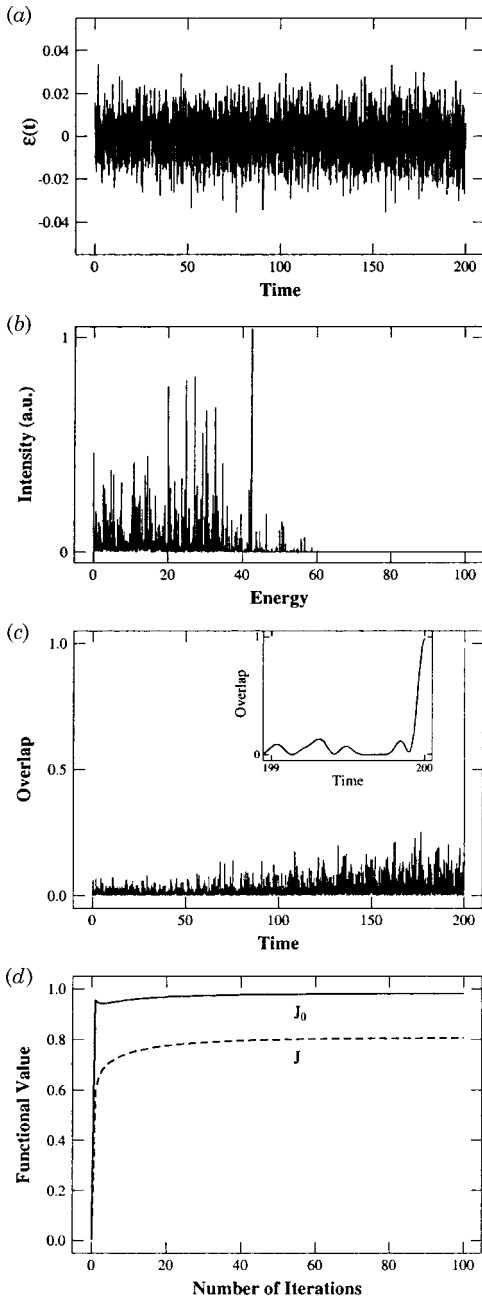 (a)
0.04
0.02
0
-0.02
-0.04
ε(t)
0 50 100 150 200
Time
(b)
1
0
Intensity (a.u.)
0 20 40 60 80 100
Energy
(c)
1.0
0.5
0.0
Overlap
1
0
Overlap
199 200
Time
0 50 100 150 200
Time
(d)
1.0
0.8
0.6
0.4
0.2
0.0
Functional Value
J₀
J
0 20 40 60 80 100
Number of Iterations